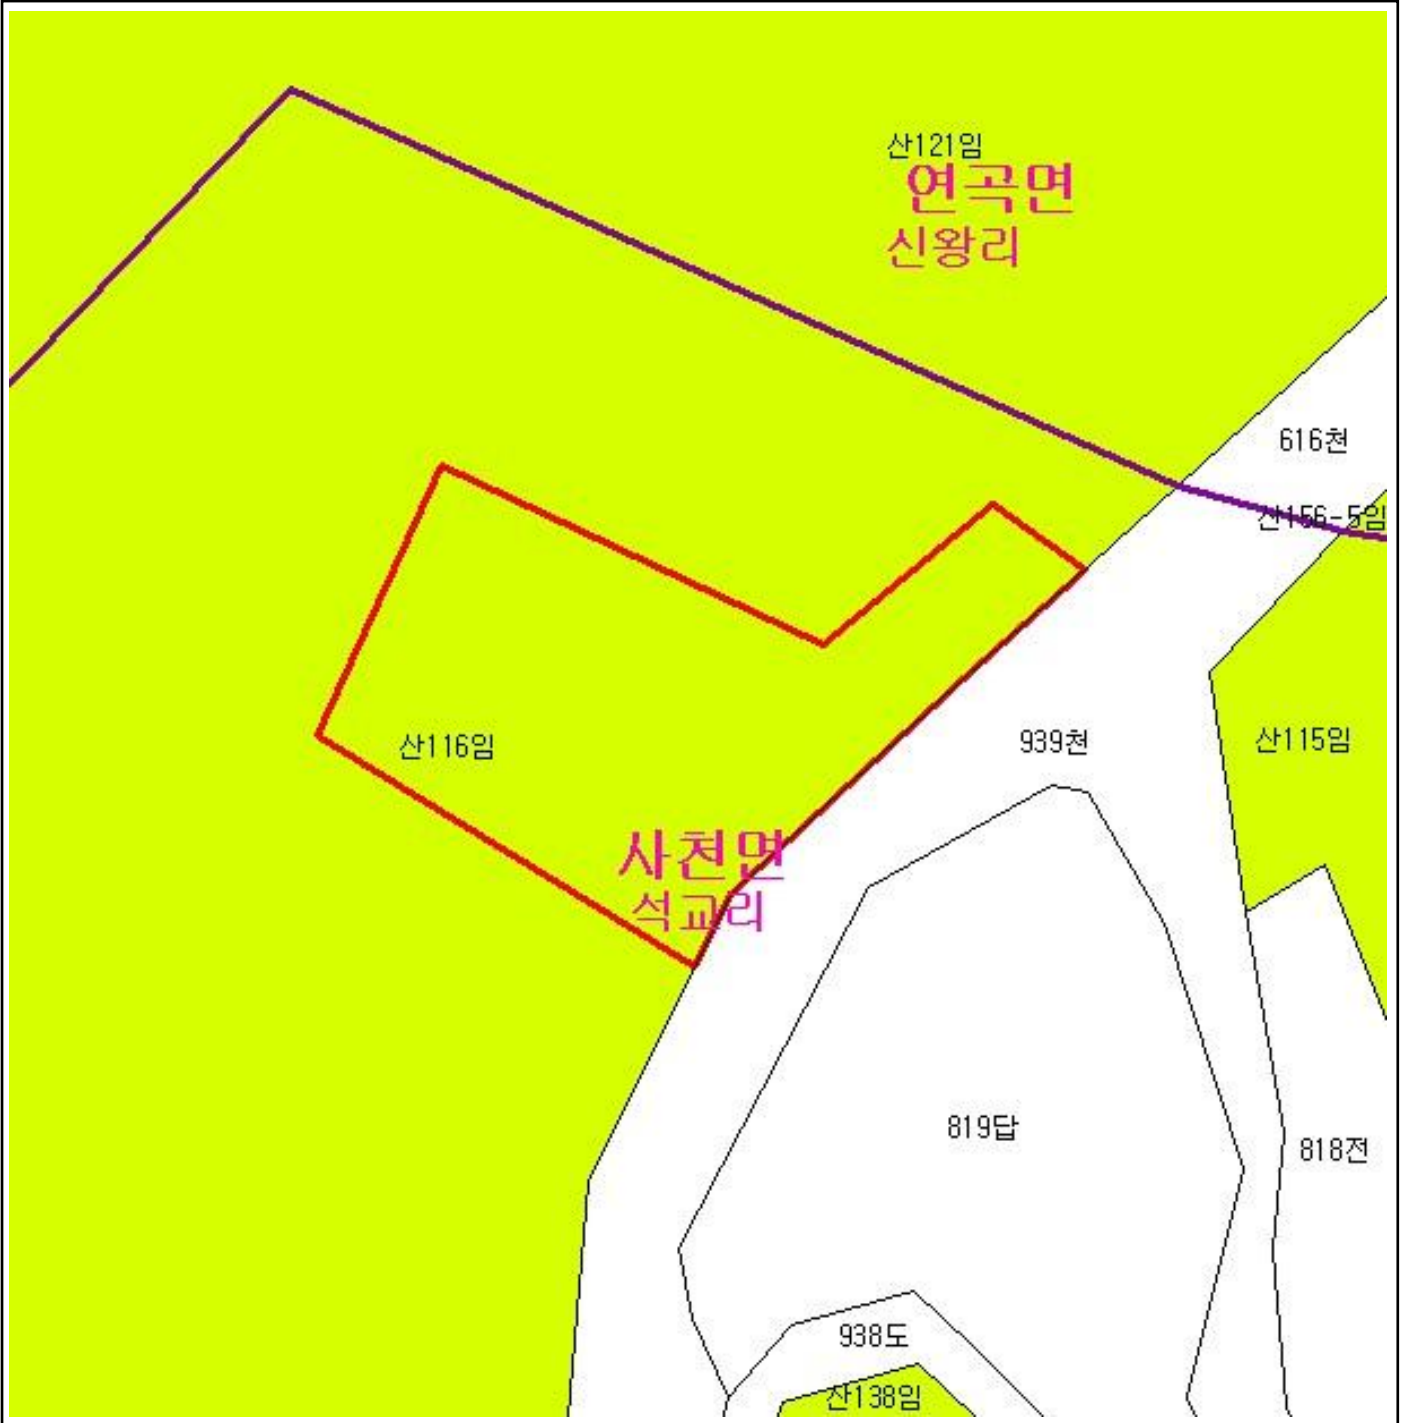 산121임
연곡면
신왕리
616천
산156-5임
939천
산115임
산116임
사천면
석교리
819답
818전
938도
산138임